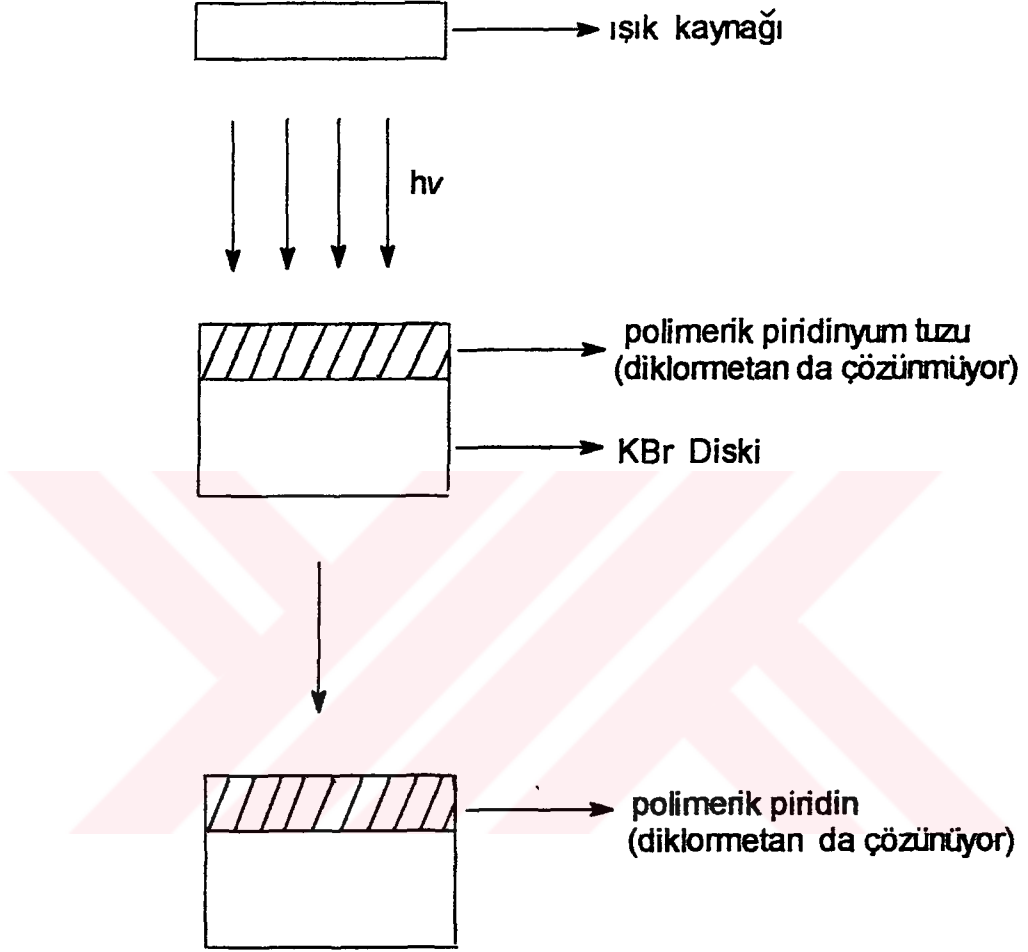 ışık kaynağı
hv
polimerik piridinyum tuzu
(diklormetan da çözünmüyor)
KBr Diski
polimerik piridin
(diklormetan da çözünüyor)